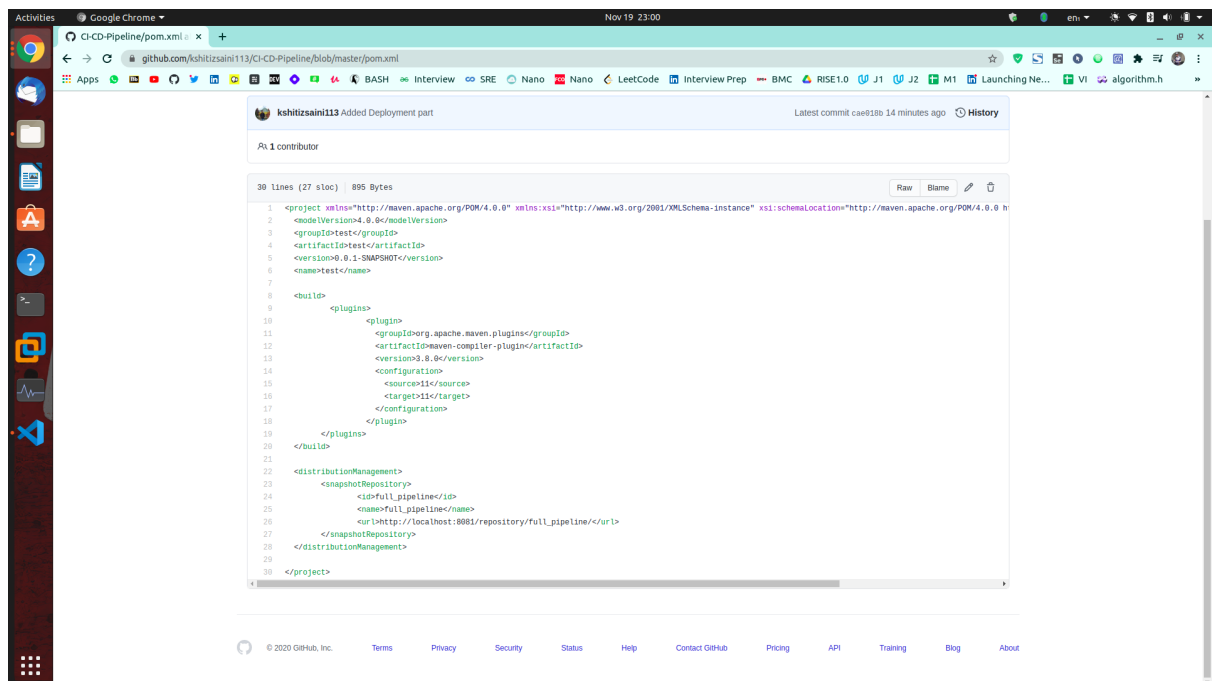 Activities Google Chrome Nov 19 23:00 en₁
CI-CD-Pipeline/pom.xml a × +
github.com/kshitizsaini113/CI-CD-Pipeline/blob/master/pom.xml
Apps BASH Interview SRE Nano Nano LeetCode Interview Prep BMC RISE1.0 J1 J2 M1 Launching Ne... VI algorithm.h »
kshitizsaini113 Added Deployment part Latest commit cae018b 14 minutes ago History
1 contributor
30 lines (27 sloc) 895 Bytes Raw Blame
1 <project xmlns="http://maven.apache.org/POM/4.0.0" xmlns:xsi="http://www.w3.org/2001/XMLSchema-instance" xsi:schemaLocation="http://maven.apache.org/POM/4.0.0 ht
2 <modelVersion>4.0.0</modelVersion>
3 <groupId>test</groupId>
4 <artifactId>test</artifactId>
5 <version>0.0.1-SNAPSHOT</version>
6 <name>test</name>
7
8 <build>
9 <plugins>
10 <plugin>
11 <groupId>org.apache.maven.plugins</groupId>
12 <artifactId>maven-compiler-plugin</artifactId>
13 <version>3.8.0</version>
14 <configuration>
15 <source>11</source>
16 <target>11</target>
17 </configuration>
18 </plugin>
19 </plugins>
20 </build>
21
22 <distributionManagement>
23 <snapshotRepository>
24 <id>full_pipeline</id>
25 <name>full_pipeline</name>
26 <url>http://localhost:8081/repository/full_pipeline/</url>
27 </snapshotRepository>
28 </distributionManagement>
29
30 </project>
© 2020 GitHub, Inc. Terms Privacy Security Status Help Contact GitHub Pricing API Training Blog About